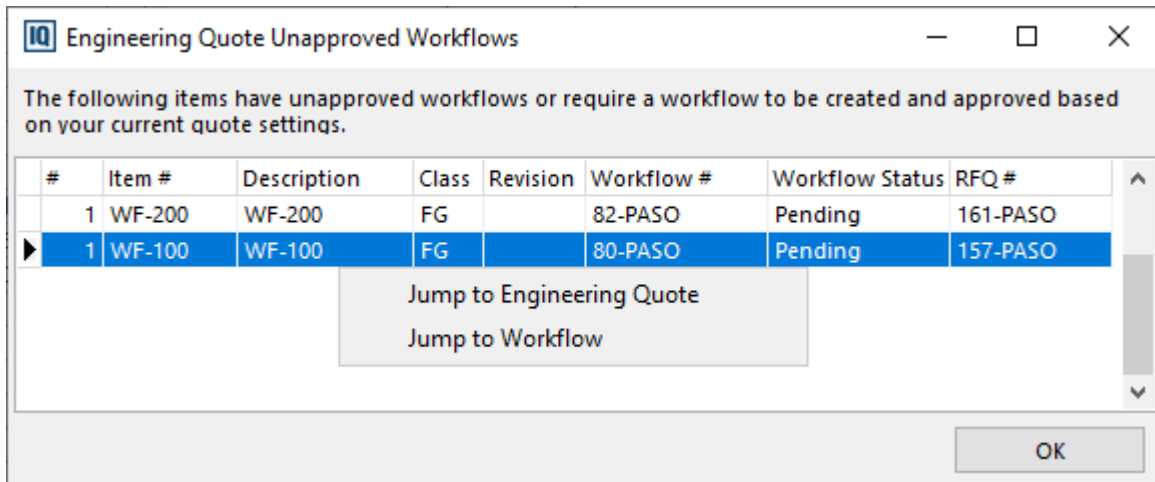 IQ Engineering Quote Unapproved Workflows
The following items have unapproved workflows or require a workflow to be created and approved based
on your current quote settings.
# Item # Description Class Revision Workflow # Workflow Status RFQ #
1 WF-200 WF-200 FG 82-PASO Pending 161-PASO
1 WF-100 WF-100 FG 80-PASO Pending 157-PASO
Jump to Engineering Quote
Jump to Workflow
OK